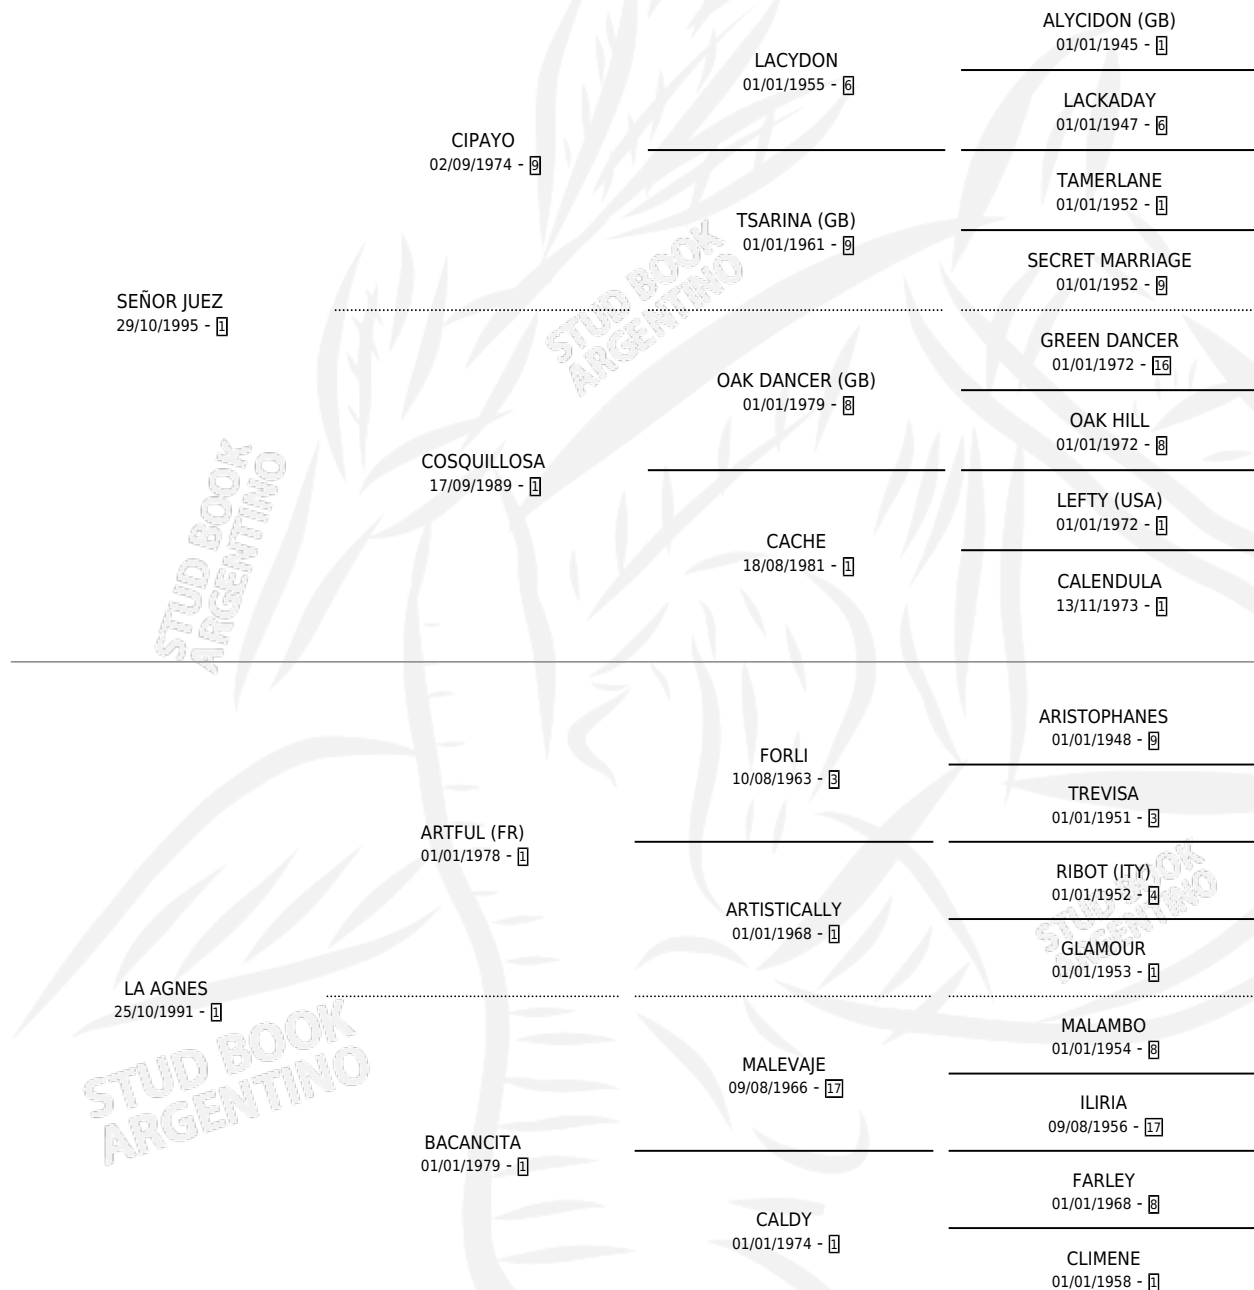 ALYCIDON (GB)
01/01/1945 - 1
LACYDON
01/01/1955 - 6
LACKADAY
01/01/1947 - 6
CIPAYO
02/09/1974 - 9
TAMERLANE
01/01/1952 - 1
TSARINA (GB)
01/01/1961 - 9
SECRET MARRIAGE
01/01/1952 - 9
SEÑOR JUEZ
29/10/1995 - 1
STUD BOOK
ARGENTINO
GREEN DANCER
01/01/1972 - 16
OAK DANCER (GB)
01/01/1979 - 8
OAK HILL
01/01/1972 - 8
COSQUILLOSA
17/09/1989 - 1
LEFTY (USA)
01/01/1972 - 1
CACHE
18/08/1981 - 1
CALENDULA
13/11/1973 - 1
STUD BOOK
ARGENTINO
ARISTOPHANES
01/01/1948 - 9
FORLI
10/08/1963 - 3
TREVISA
01/01/1951 - 3
ARTFUL (FR)
01/01/1978 - 1
RIBOT (ITY)
01/01/1952 - 4
ARTISTICALLY
01/01/1968 - 1
GLAMOUR
01/01/1953 - 1
STUD BOOK
ARGENTINO
LA AGNES
25/10/1991 - 1
STUD BOOK
ARGENTINO
MALAMBO
01/01/1954 - 8
MALEVAJE
09/08/1966 - 17
ILIRIA
09/08/1956 - 17
BACANCITA
01/01/1979 - 1
FARLEY
01/01/1968 - 8
CALDY
01/01/1974 - 1
CLIMENE
01/01/1958 - 1